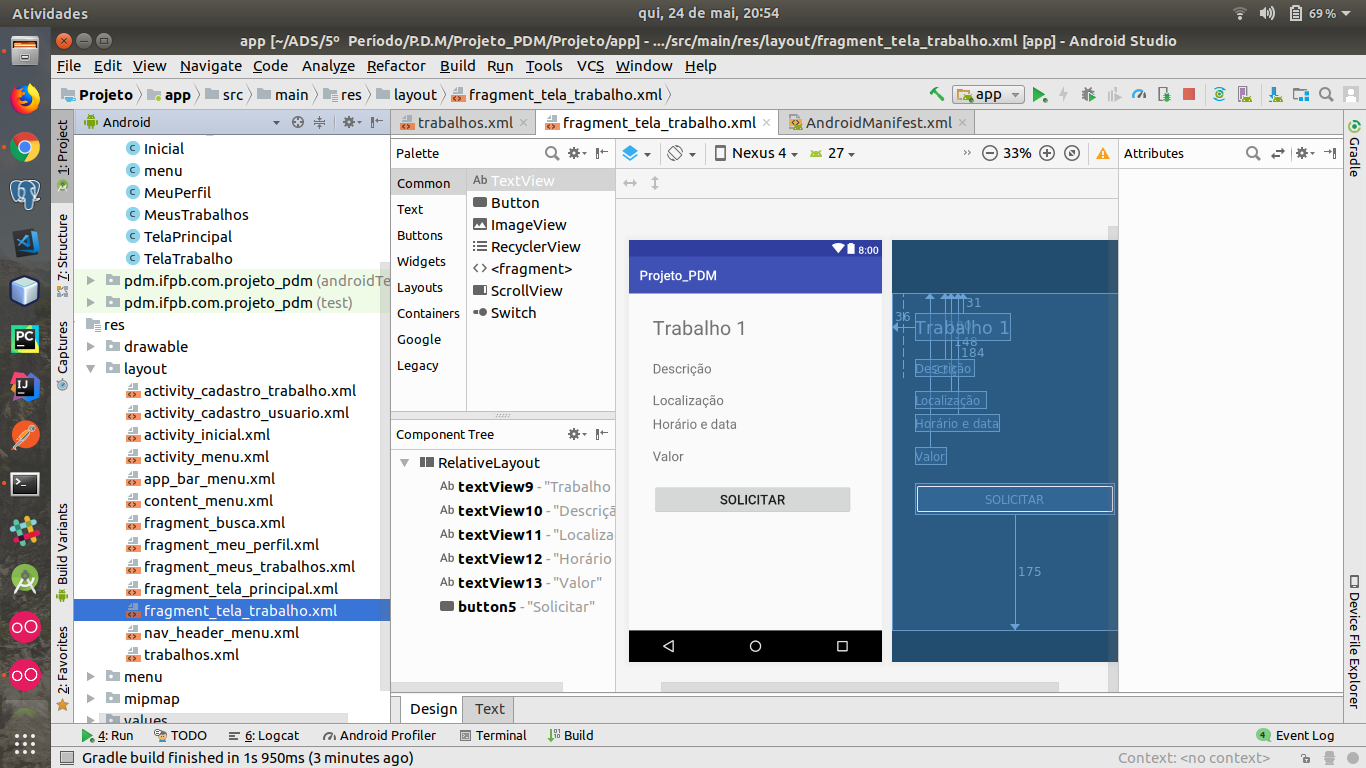 Atividades
qui, 24 de mai, 20:54
69 %
app [~/ADS/5º Período/P.D.M/Projeto_PDM/Projeto/app] - .../src/main/res/layout/fragment_tela_trabalho.xml [app] - Android Studio
File Edit View Navigate Code Analyze Refactor Build Run Tools VCS Window Help
Projeto app src main res layout fragment_tela_trabalho.xml
app
Android
trabalhos.xml
fragment_tela_trabalho.xml
AndroidManifest.xml
1: Project
7: Structure
Captures
Build Variants
2: Favorites
Inicial
menu
MeuPerfil
MeusTrabalhos
TelaPrincipal
TelaTrabalho
pdm.ifpb.com.projeto_pdm (androidTe
pdm.ifpb.com.projeto_pdm (test)
res
drawable
layout
activity_cadastro_trabalho.xml
activity_cadastro_usuario.xml
activity_inicial.xml
activity_menu.xml
app_bar_menu.xml
content_menu.xml
fragment_busca.xml
fragment_meu_perfil.xml
fragment_meus_trabalhos.xml
fragment_tela_principal.xml
fragment_tela_trabalho.xml
nav_header_menu.xml
trabalhos.xml
menu
mipmap
values
Palette
Common
Text
Buttons
Widgets
Layouts
Containers
Google
Legacy
Ab TextView
Button
ImageView
RecyclerView
<fragment>
ScrollView
Switch
Component Tree
RelativeLayout
Ab textView9 - "Trabalho
Ab textView10 - "Descriçã
Ab textView11 - "Localiza
Ab textView12 - "Horário
Ab textView13 - "Valor"
button5 - "Solicitar"
Nexus 4
27
33%
Attributes
8:00
Projeto_PDM
Trabalho 1
Descrição
Localização
Horário e data
Valor
SOLICITAR
31
36
Trabalho 1
148
184
Descrição
Localização
Horário e data
Valor
SOLICITAR
175
Gradle
Device File Explorer
Design Text
4: Run TODO 6: Logcat Android Profiler Terminal Build
4 Event Log
Gradle build finished in 1s 950ms (3 minutes ago)
Context: <no context>